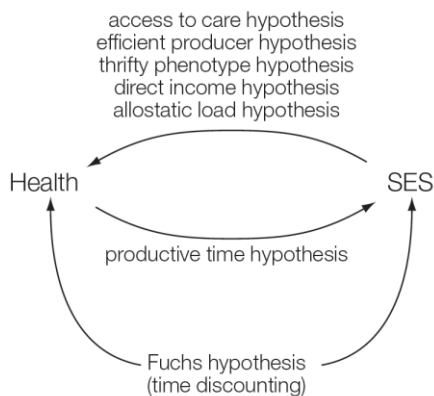 access to care hypothesis
efficient producer hypothesis
thrifty phenotype hypothesis
direct income hypothesis
allostatic load hypothesis
Health
SES
productive time hypothesis
Fuchs hypothesis
(time discounting)